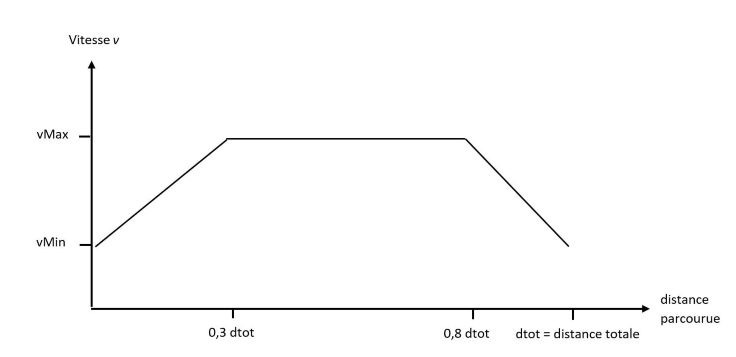 Vitesse v
vMax
vMin
distance
parcourue
0,3 dtot
0,8 dtot
dtot = distance totale